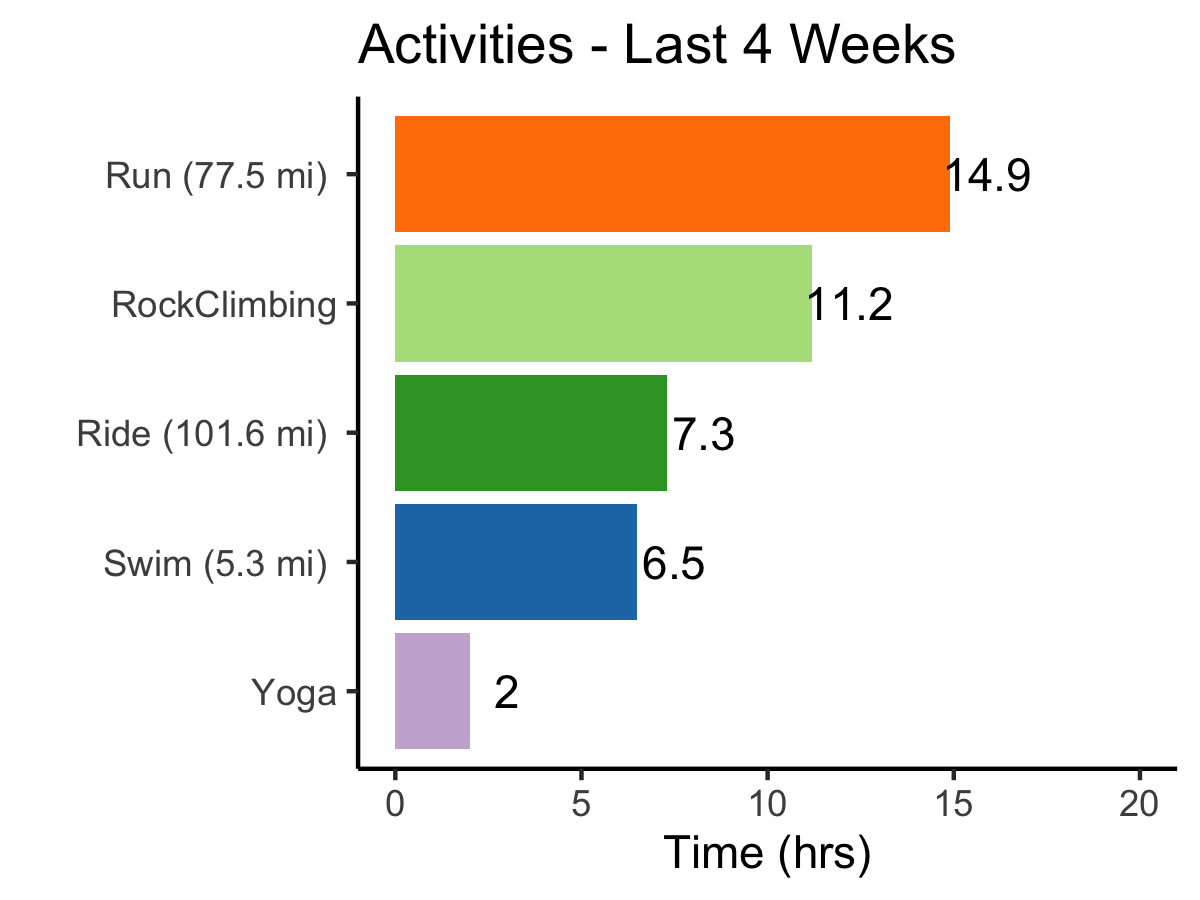 Activities - Last 4 Weeks
Run (77.5 mi)
14.9
RockClimbing
11.2
Ride (101.6 mi)
7.3
Swim (5.3 mi)
6.5
Yoga
2
0 5 10 15 20
Time (hrs)